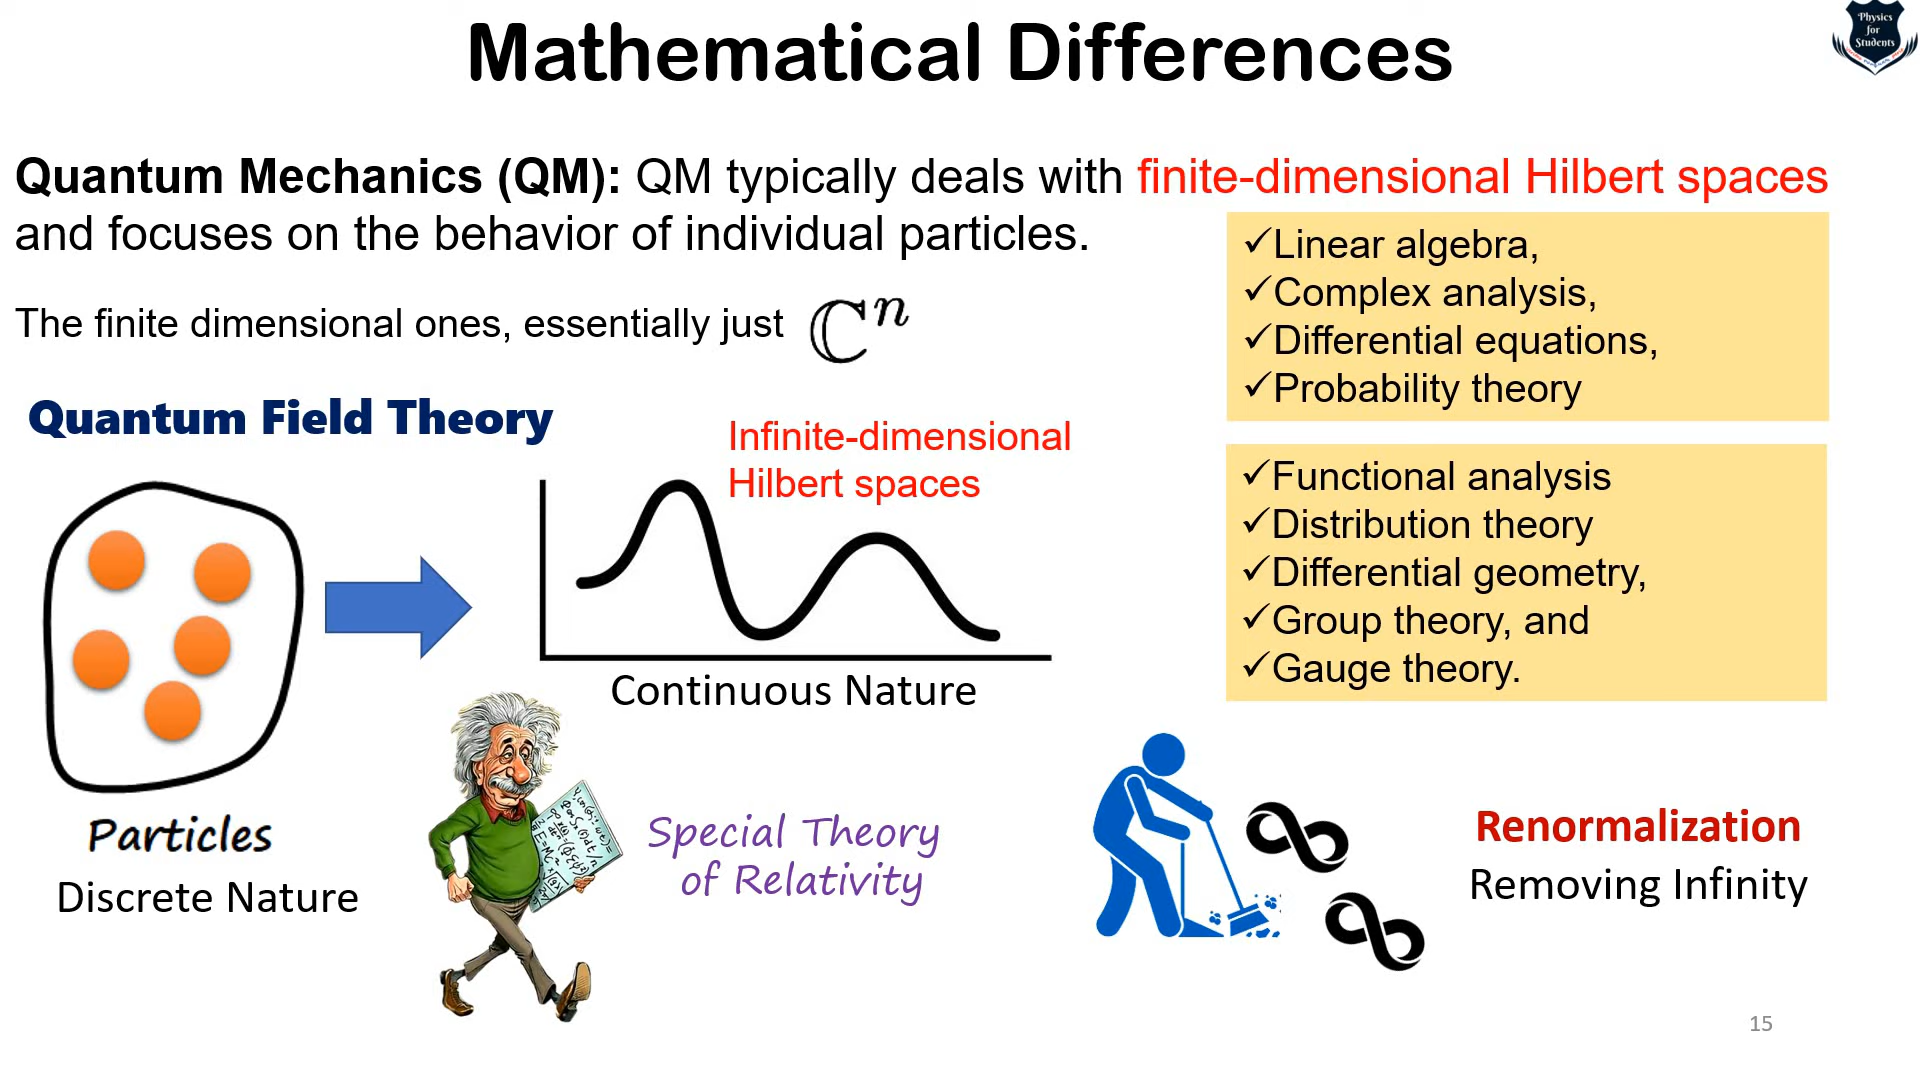 Mathematical Differences
Physics
for
Students
Quantum Mechanics (QM): QM typically deals with finite-dimensional Hilbert spaces
and focuses on the behavior of individual particles.
The finite dimensional ones, essentially just ℂⁿ
✓Linear algebra,
✓Complex analysis,
✓Differential equations,
✓Probability theory
Quantum Field Theory
Infinite-dimensional
Hilbert spaces
✓Functional analysis
✓Distribution theory
✓Differential geometry,
✓Group theory, and
✓Gauge theory.
Continuous Nature
Particles
Discrete Nature
Special Theory
of Relativity
Renormalization
Removing Infinity
15